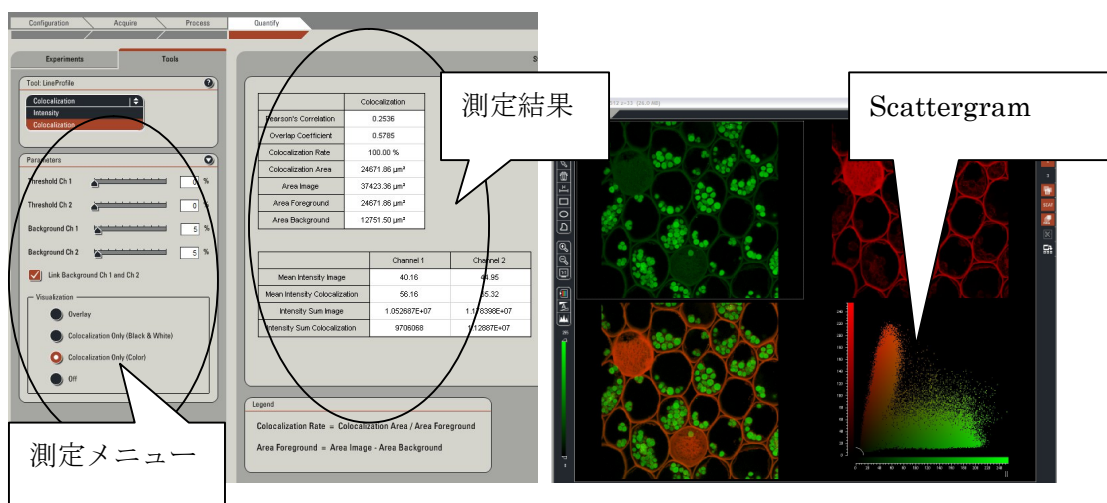 Configuration Acquire Process Quantify
Experiments Tools
Tool: LineProfile
Colocalization
Intensity
Colocalization
Parameters
Threshold Ch 1 0 %
Threshold Ch 2 0 %
Background Ch 1 5 %
Background Ch 2 5 %
Link Background Ch 1 and Ch 2
Visualization
Overlay
Colocalization Only (Black & White)
Colocalization Only (Color)
Off
測定メニュー
Colocalization
Pearson's Correlation 0.2536
Overlap Coefficient 0.5785
Colocalization Rate 100.00 %
Colocalization Area 24671.86 µm²
Area Image 37423.36 µm²
Area Foreground 24671.86 µm²
Area Background 12751.50 µm²
Channel 1 Channel 2
Mean Intensity Image 40.16
Mean Intensity Colocalization 56.16
Intensity Sum Image 1.052687E+07
Intensity Sum Colocalization 9706068
Legend
Colocalization Rate = Colocalization Area / Area Foreground
Area Foreground = Area Image - Area Background
測定結果
Scattergram